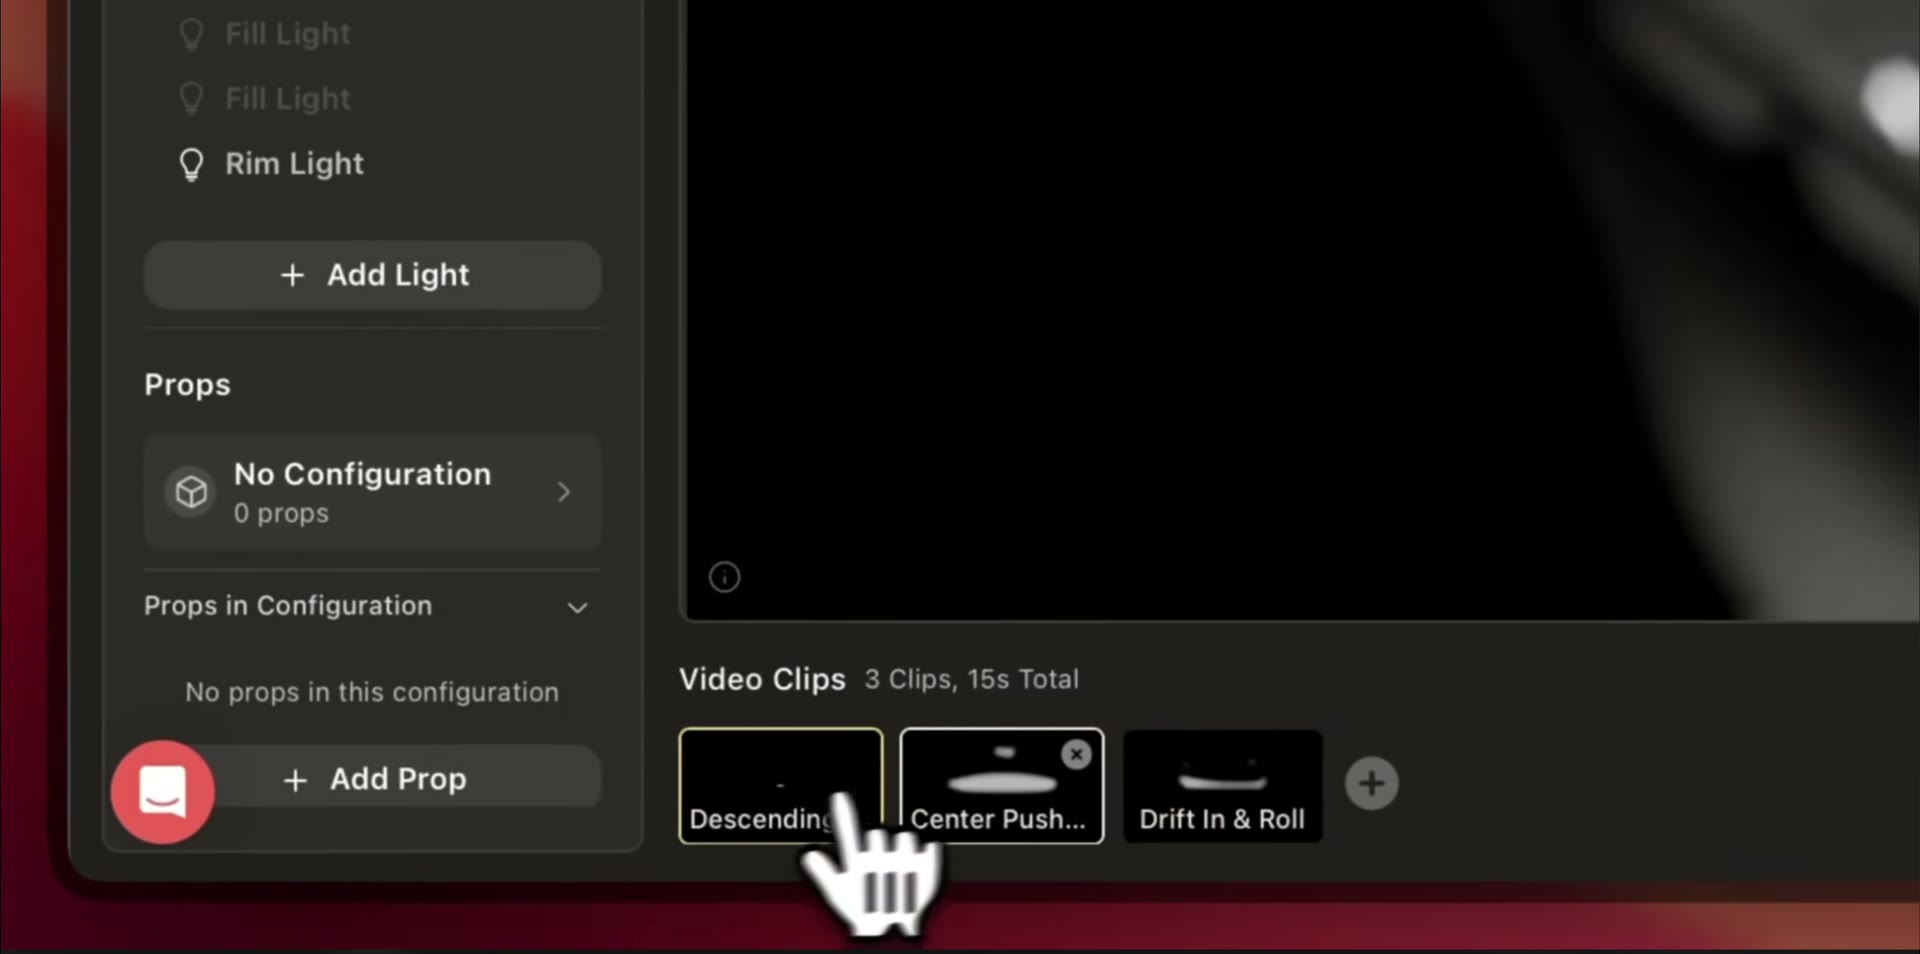 Fill Light
Fill Light
Rim Light
+ Add Light
Props
No Configuration
0 props
Props in Configuration
No props in this configuration
+ Add Prop
Video Clips 3 Clips, 15s Total
Descending
Center Push...
Drift In & Roll